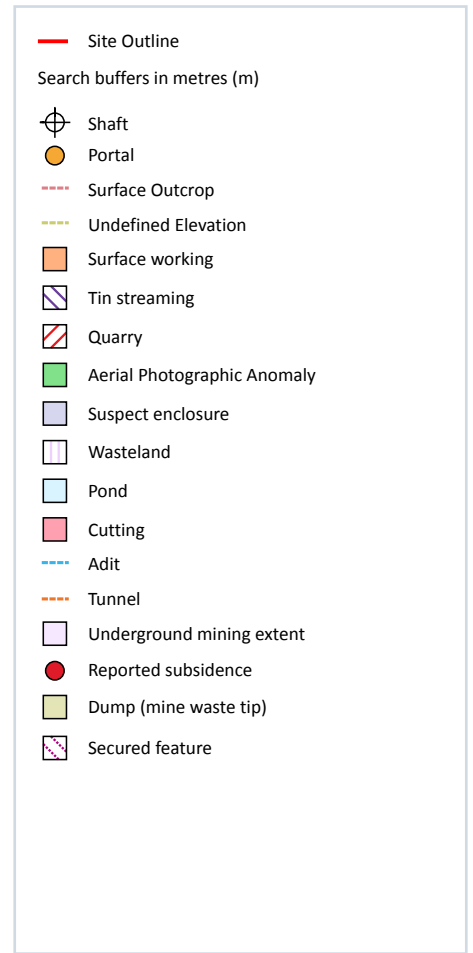 Site Outline
Search buffers in metres (m)
Shaft
Portal
Surface Outcrop
Undefined Elevation
Surface working
Tin streaming
Quarry
Aerial Photographic Anomaly
Suspect enclosure
Wasteland
Pond
Cutting
Adit
Tunnel
Underground mining extent
Reported subsidence
Dump (mine waste tip)
Secured feature